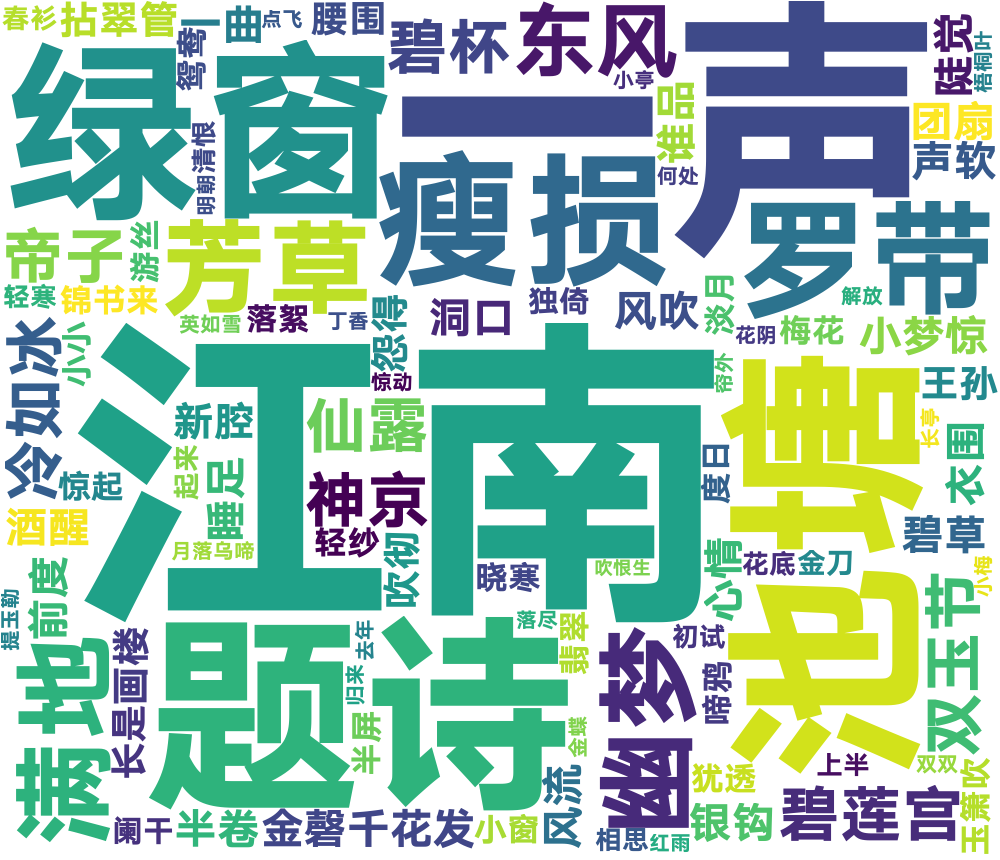 春衫
拈翠管
一曲
点飞
腰围
鸳鸯
碧杯
东风
小亭
一声
陡觉
梧桐叶
绿窗
谁品
团扇
声软
明朝清恨
瘦损
何处
罗带
帝子
游丝
芳草
轻寒
锦书来
英如雪
落絮
丁香
怨得
洞口
独倚
风吹
淡月
解放
花阴
梅花
小梦惊
冷如冰
小小
惊动
帘外
王孙
江南
池塘
长亭
新腔
仙露
衣围
起来
睡足
神京
度日
惊起
酒醒
轻纱
吹彻
碧草
月落乌啼
晓寒
吹恨生
心情
花底
金刀
小梅
前度
提玉勒
落尽
翡翠
双玉节
满地
长是画楼
题诗
去年
归来
幽梦
初试
啼鸦
半屏
金蝶
上半
双双
风流
犹透
玉箫吹
阑干
半卷
金磬
千花发
小窗
相思
红雨
银钩
碧莲宫